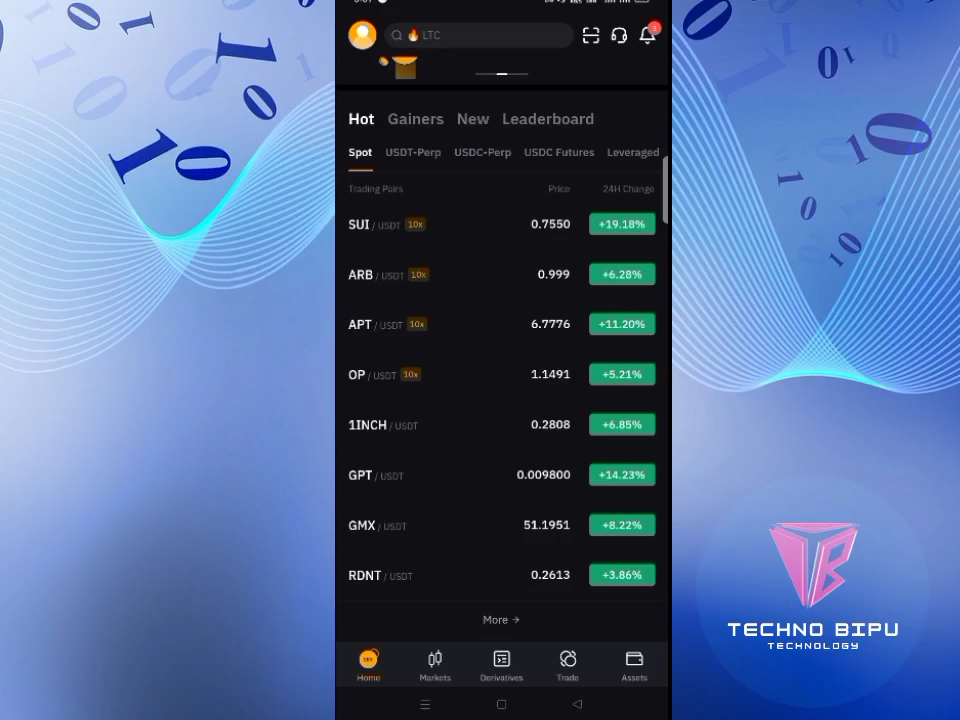 LTC
Hot Gainers New Leaderboard
Spot USDT-Perp USDC-Perp USDC Futures Leveraged
Trading Pairs Price 24H Change
SUI / USDT 10x 0.7550 +19.18%
ARB / USDT 10x 0.999 +6.28%
APT / USDT 10x 6.7776 +11.20%
OP / USDT 10x 1.1491 +5.21%
1INCH / USDT 0.2808 +6.85%
GPT / USDT 0.009800 +14.23%
GMX / USDT 51.1951 +8.22%
RDNT / USDT 0.2613 +3.86%
More →
Home Markets Derivatives Trade Assets
TECHNO BIPU
TECHNOLOGY